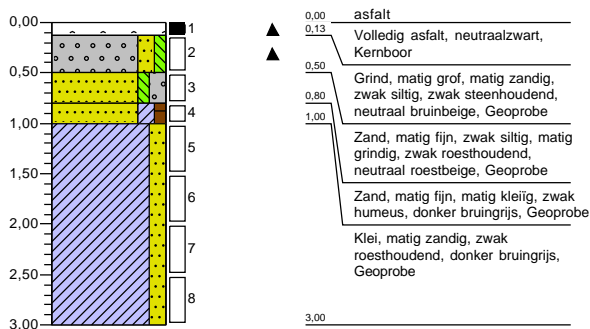 0,00
0,50
1,00
1,50
2,00
2,50
3,00
1
2
3
4
5
6
7
8
0,00
asfalt
0,13
Volledig asfalt, neutraalzwart,
Kernboor
0,50
Grind, matig grof, matig zandig,
zwak siltig, zwak steenhoudend,
neutraal bruinbeige, Geoprobe
0,80
1,00
Zand, matig fijn, zwak siltig, matig
grindig, zwak roesthoudend,
neutraal roestbeige, Geoprobe
Zand, matig fijn, matig kleiïg, zwak
humeus, donker bruingrijs, Geoprobe
Klei, matig zandig, zwak
roesthoudend, donker bruingrijs,
Geoprobe
3,00